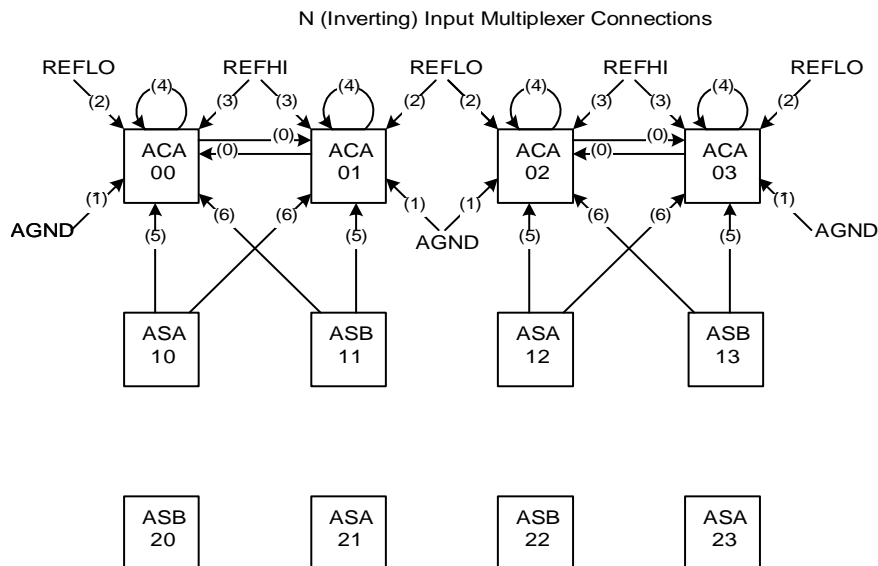 N (Inverting) Input Multiplexer Connections
REFLO REFHI REFLO REFHI REFLO
(4) (4) (4) (4)
(2) (3) (3) (2) (2) (3) (3) (2)
(0) (0)
ACA ACA ACA ACA
(0) (0)
00 01 02 03
(1) (1) (1) (1)
(6) (6) (6) (6)
AGND AGND AGND
(5) (5) (5) (5)
ASA ASB ASA ASB
10 11 12 13
ASB ASA ASB ASA
20 21 22 23